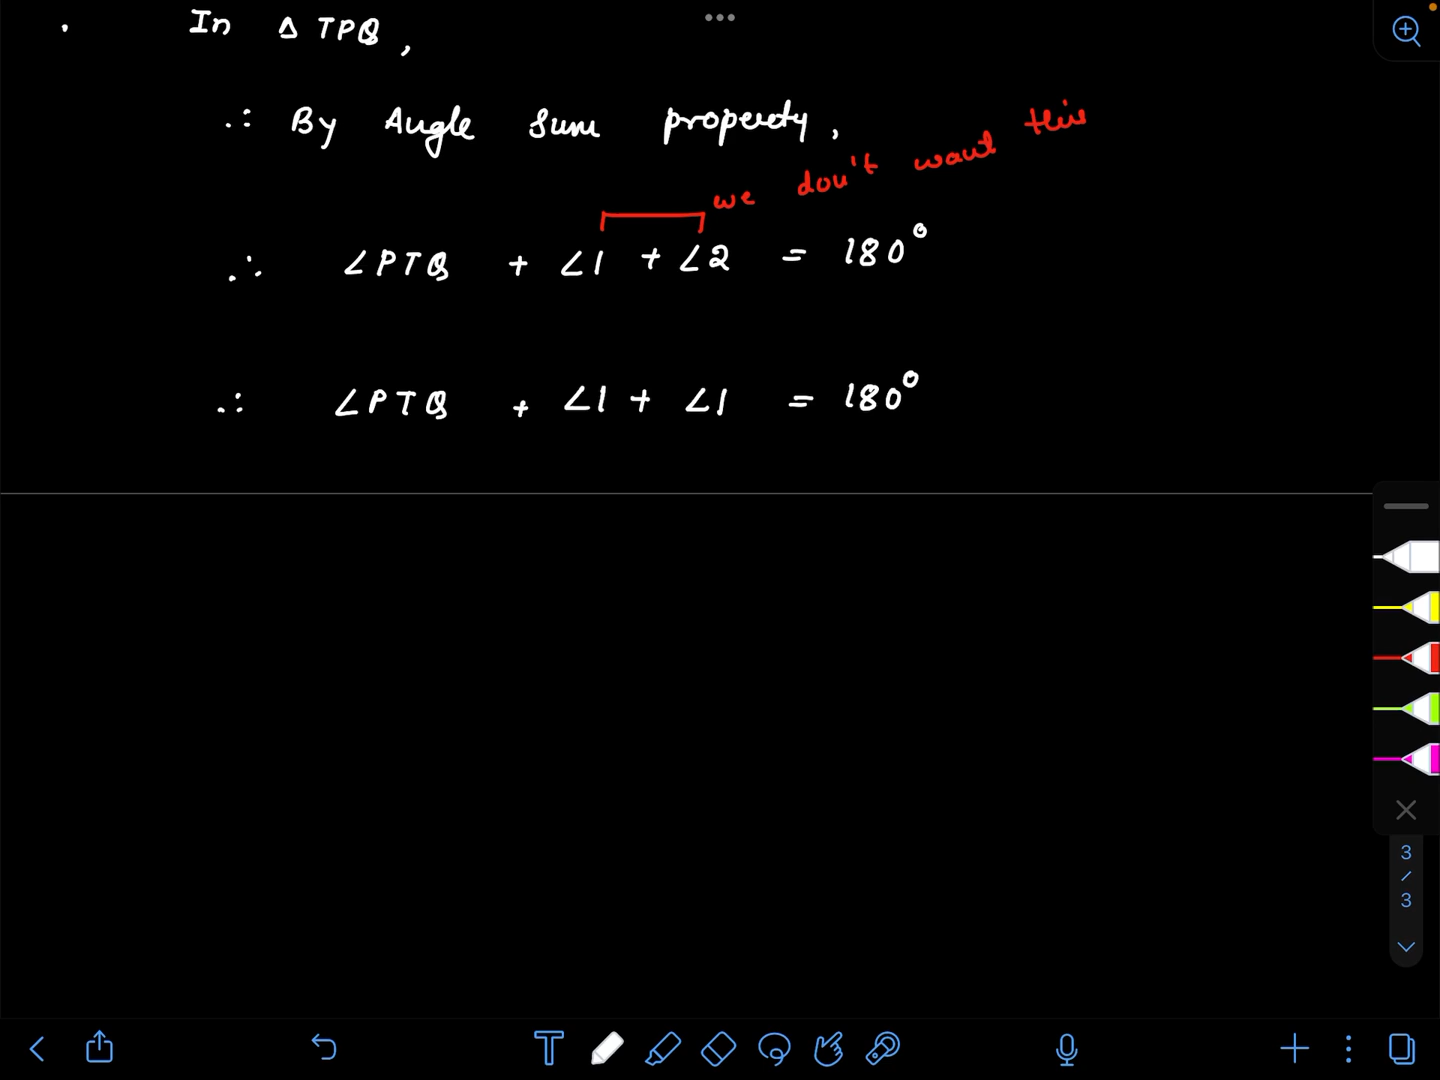 . In Δ TPQ,
∴ By Angle Sum property,
we don't want this
∴ ∠PTQ + ∠1 + ∠2 = 180°
∴ ∠PTQ + ∠1 + ∠1 = 180°
3
/
3
T